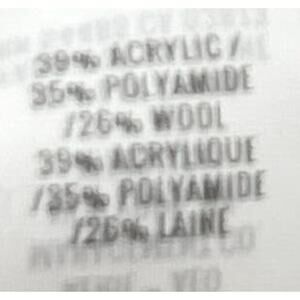 39% ACRYLIC /
35% POLYAMIDE
/26% WOOL
39% ACRYLIQUE
/35% POLYAMIDE
/26% LAINE